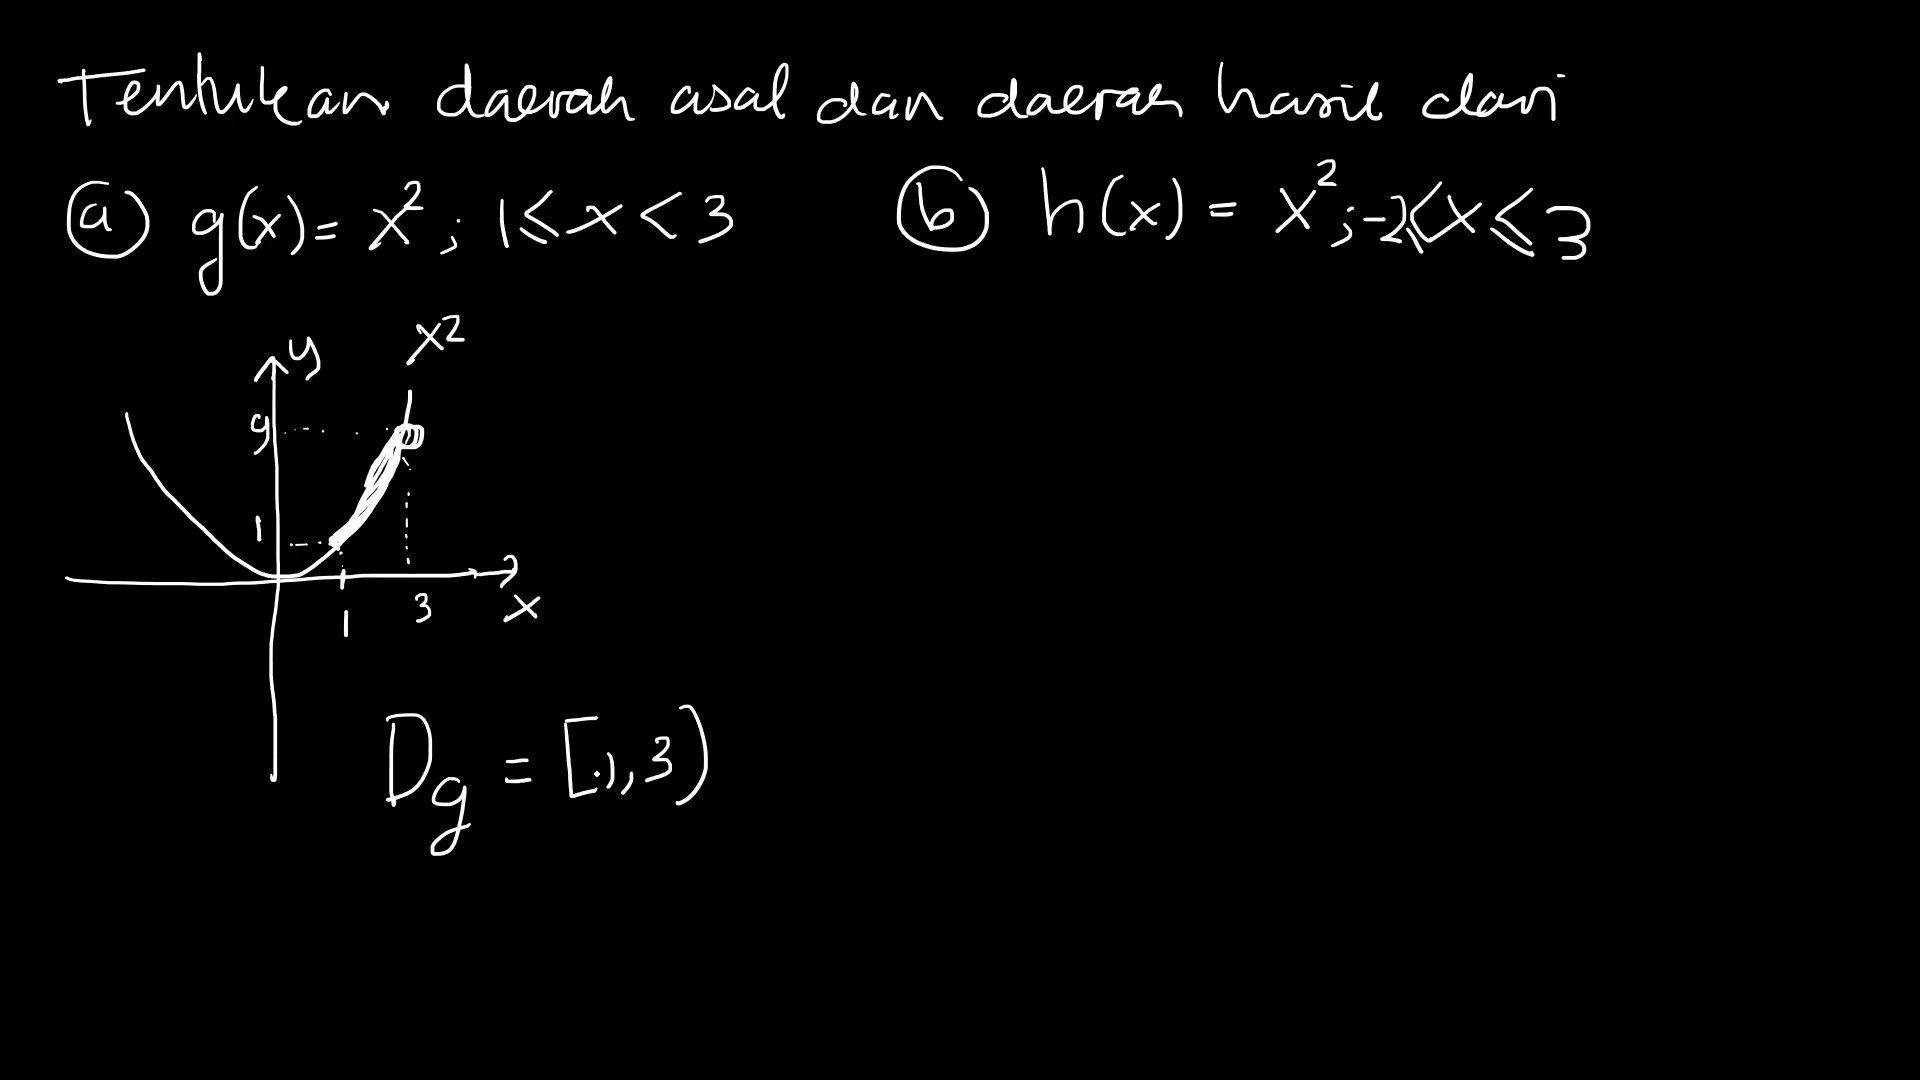 Tentukan daerah asal dan daerah hasil dari
(a) g(x) = x²; 1 ≤ x < 3
(b) h(x) = x²; -2 ≤ x ≤ 3
x²
y
9
1
1
3
x
D_g = [1, 3)